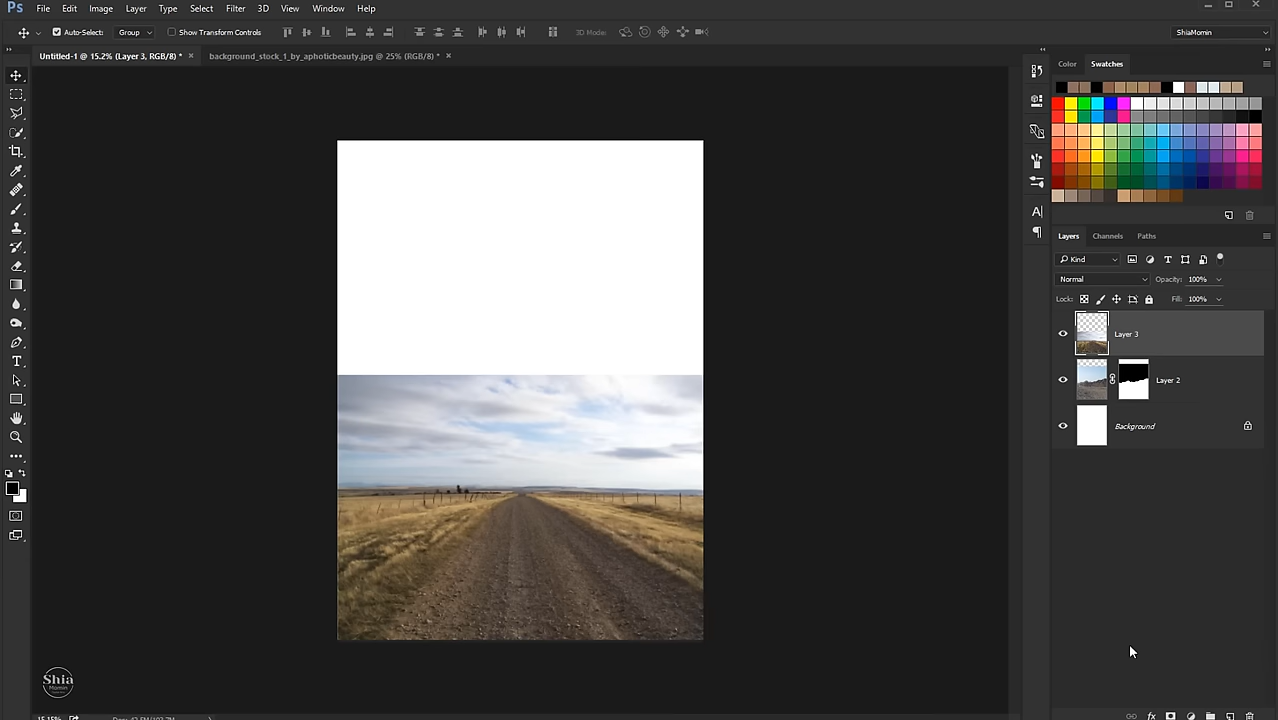 Ps File Edit Image Layer Type Select Filter 3D View Window Help
Auto-Select: Group Show Transform Controls 3D Mode: ShiaMomin
Untitled-1 @ 15.2% (Layer 3, RGB/8) * × background_stock_1_by_aphoticbeauty.jpg @ 25% (RGB/8) * ×
Color Swatches
Layers Channels Paths
Kind
Normal Opacity: 100%
Lock: Fill: 100%
Layer 3
Layer 2
Background
Shia
Momin